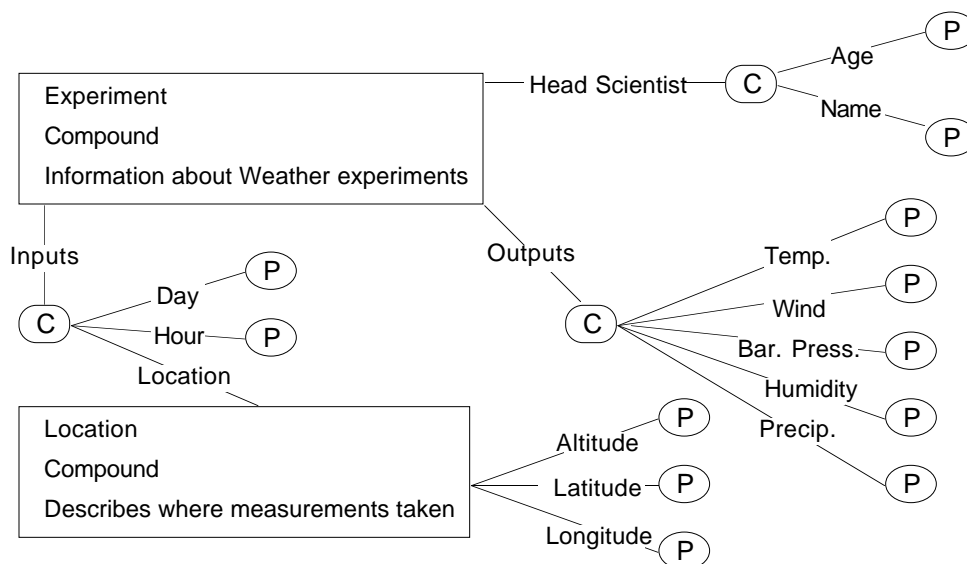 P
Age
Head Scientist
C
Name
P
Experiment
Compound
Information about Weather experiments
Inputs
Outputs
P
Temp.
P
Wind
P
Bar. Press.
P
Humidity
P
Precip.
C
P
Day
C
Hour
P
Location
Location
Compound
Describes where measurements taken
P
Altitude
Latitude
P
Longitude
P